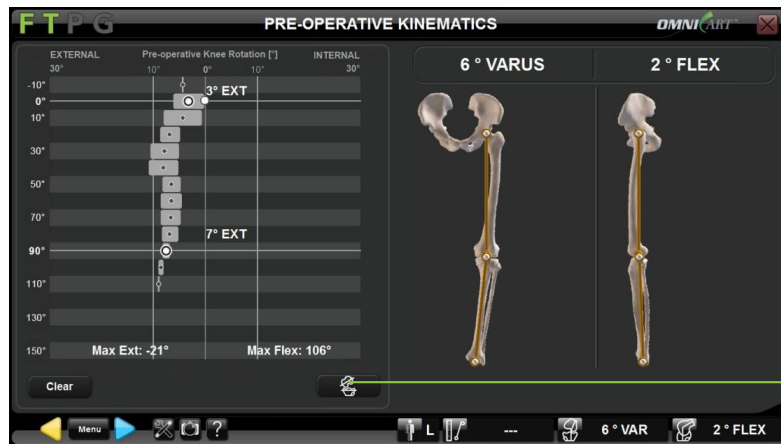 F T P G
PRE-OPERATIVE KINEMATICS
OMNI ART™
EXTERNAL Pre-operative Knee Rotation [°] INTERNAL
30° 10° 0° 10° 30°
-10°
3° EXT
0°
10°
30°
50°
70°
7° EXT
90°
110°
130°
150°
Max Ext: -21° Max Flex: 106°
Clear
6 ° VARUS
2 ° FLEX
Menu
?
L
---
6 ° VAR
2 ° FLEX